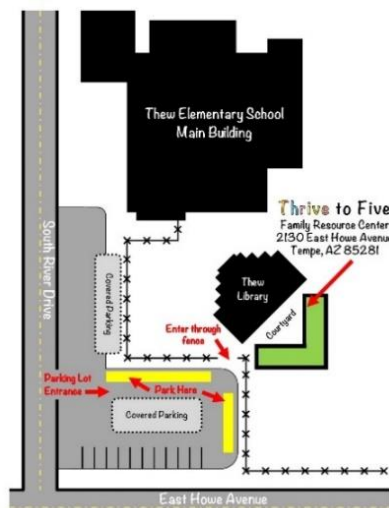 Thew Elementary School
Main Building
Thrive to Five
Family Resource Center
2130 East Howe Avenue
Tempe, AZ 85281
South River Drive
Covered Parking
Thew
Library
Courtyard
Enter through
fence
Parking Lot
Entrance
Park Here
Covered Parking
East Howe Avenue